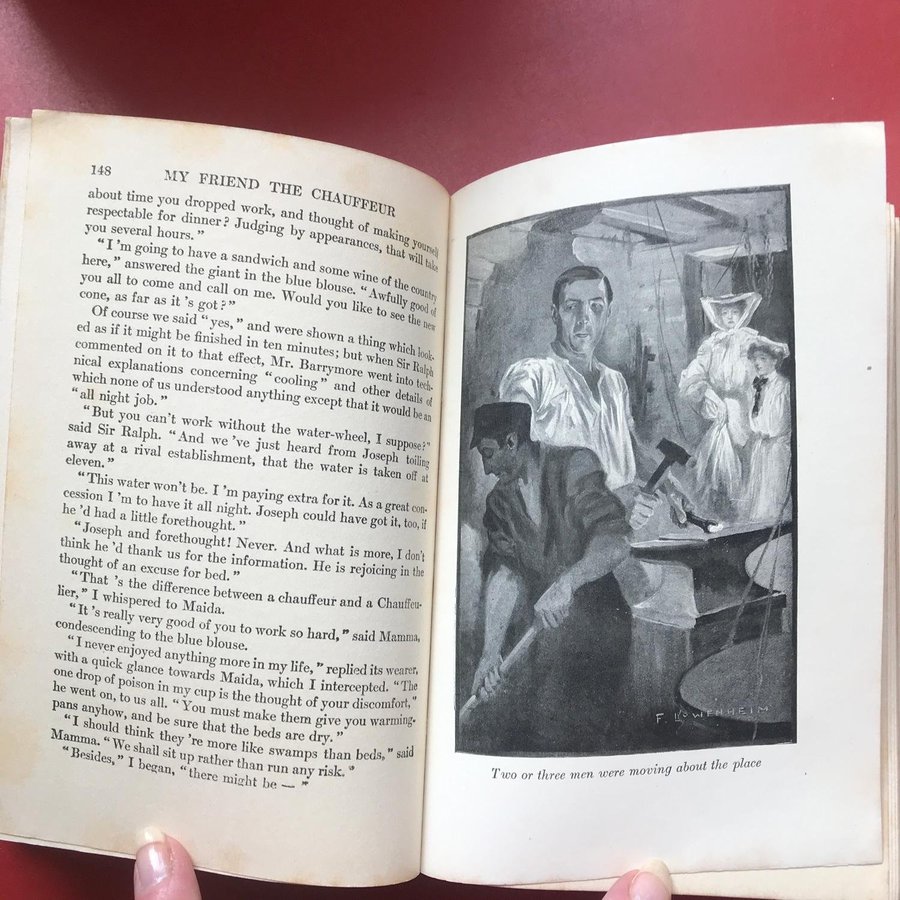 148
MY FRIEND THE CHAUFFEUR
about time you dropped work, and thought of making yourself
respectable for dinner? Judging by appearances, that will take
you several hours."
"I'm going to have a sandwich and some wine of the country
here," answered the giant in the blue blouse. "Awfully good of
you all to come and call on me. Would you like to see the new
cone, as far as it's got?"
Of course we said "yes," and were shown a thing which look-
ed as if it might be finished in ten minutes; but when Sir Ralph
commented on it to that effect, Mr. Barrymore went into tech-
nical explanations concerning "cooling" and other details of
which none of us understood anything except that it would be an
"all night job."
"But you can't work without the water-wheel, I suppose?"
said Sir Ralph. "And we've just heard from Joseph toiling
away at a rival establishment, that the water is taken off at
eleven."
"This water won't be. I'm paying extra for it. As a great con-
cession I'm to have it all night. Joseph could have got it, too, if
he'd had a little forethought."
"Joseph and forethought! Never. And what is more, I don't
think he'd thank us for the information. He is rejoicing in the
thought of an excuse for bed."
"That's the difference between a chauffeur and a Chauffeu-
lier," I whispered to Maida.
"It's really very good of you to work so hard," said Mamma,
condescending to the blue blouse.
"I never enjoyed anything more in my life," replied its wearer,
with a quick glance towards Maida, which I intercepted. "The
one drop of poison in my cup is the thought of your discomfort,"
he went on, to us all. "You must make them give you warming-
pans anyhow, and be sure that the beds are dry."
"I should think they're more like swamps than beds," said
Mamma. "We shall sit up rather than run any risk."
"Besides," I began, "there might be — "
F. LOWENHEIM
Two or three men were moving about the place